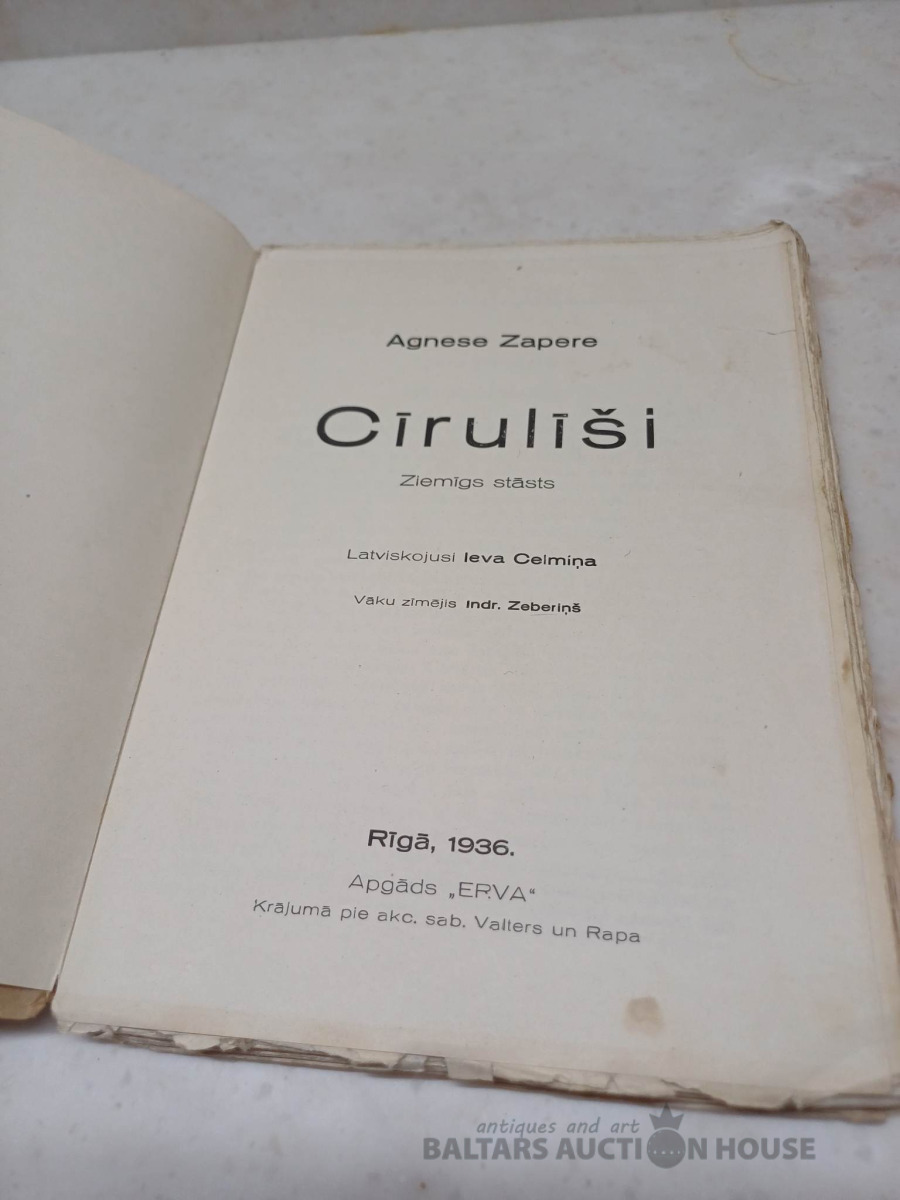 Agnese Zapere
Cīrulīši
Ziemīgs stāsts
Latviskojusi Ieva Celmiņa
Vāku zīmējis Indr. Zeberiņš
Rīgā, 1936.
Apgāds „ERVA“
Krājumā pie akc. sab. Valters un Rapa
antiques and art
BALTARS AUCTION HOUSE